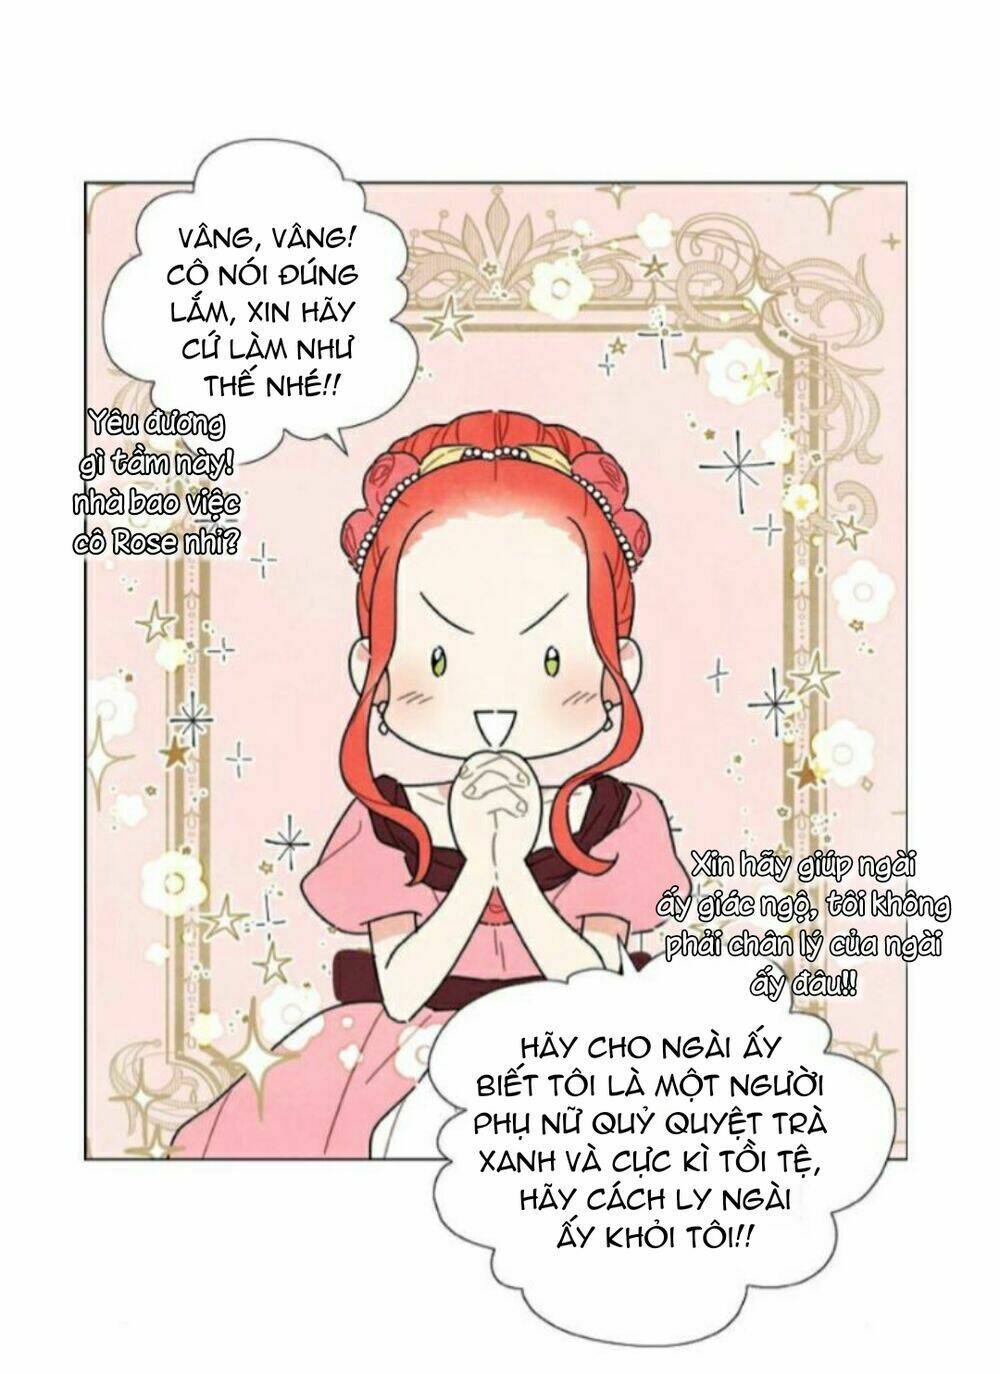 VÂNG, VÂNG!
CÔ NÓI ĐÚNG
LẮM, XIN HÃY
CỨ LÀM NHƯ
THẾ NHÉ!!
Yêu đương
gì tầm này!
nhà bao việc
cô Rose nhỉ?
Xin hãy giúp ngài
ấy giác ngộ, tôi không
phải chân lý của ngài
ấy đâu!!
HÃY CHO NGÀI ẤY
BIẾT TÔI LÀ MỘT NGƯỜI
PHỤ NỮ QUỶ QUYỆT TRÀ
XANH VÀ CỰC KÌ TỒI TỆ,
HÃY CÁCH LY NGÀI
ẤY KHỎI TÔI!!